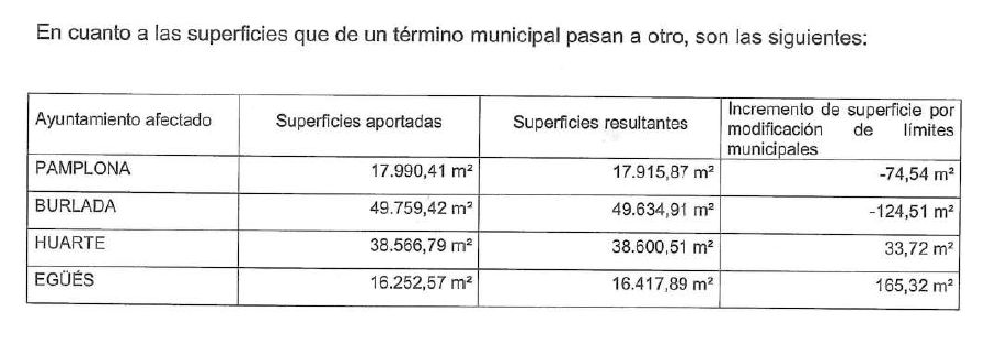 En cuanto a las superficies que de un término municipal pasan a otro, son las siguientes:
Ayuntamiento afectado
Superficies aportadas
Superficies resultantes
Incremento de superficie por
modificación de límites
municipales
PAMPLONA
17.990,41 m²
17.915,87 m²
-74,54 m²
BURLADA
49.759,42 m²
49.634,91 m²
-124,51 m²
HUARTE
38.566,79 m²
38.600,51 m²
33,72 m²
EGÜÉS
16.252,57 m²
16.417,89 m²
165,32 m²